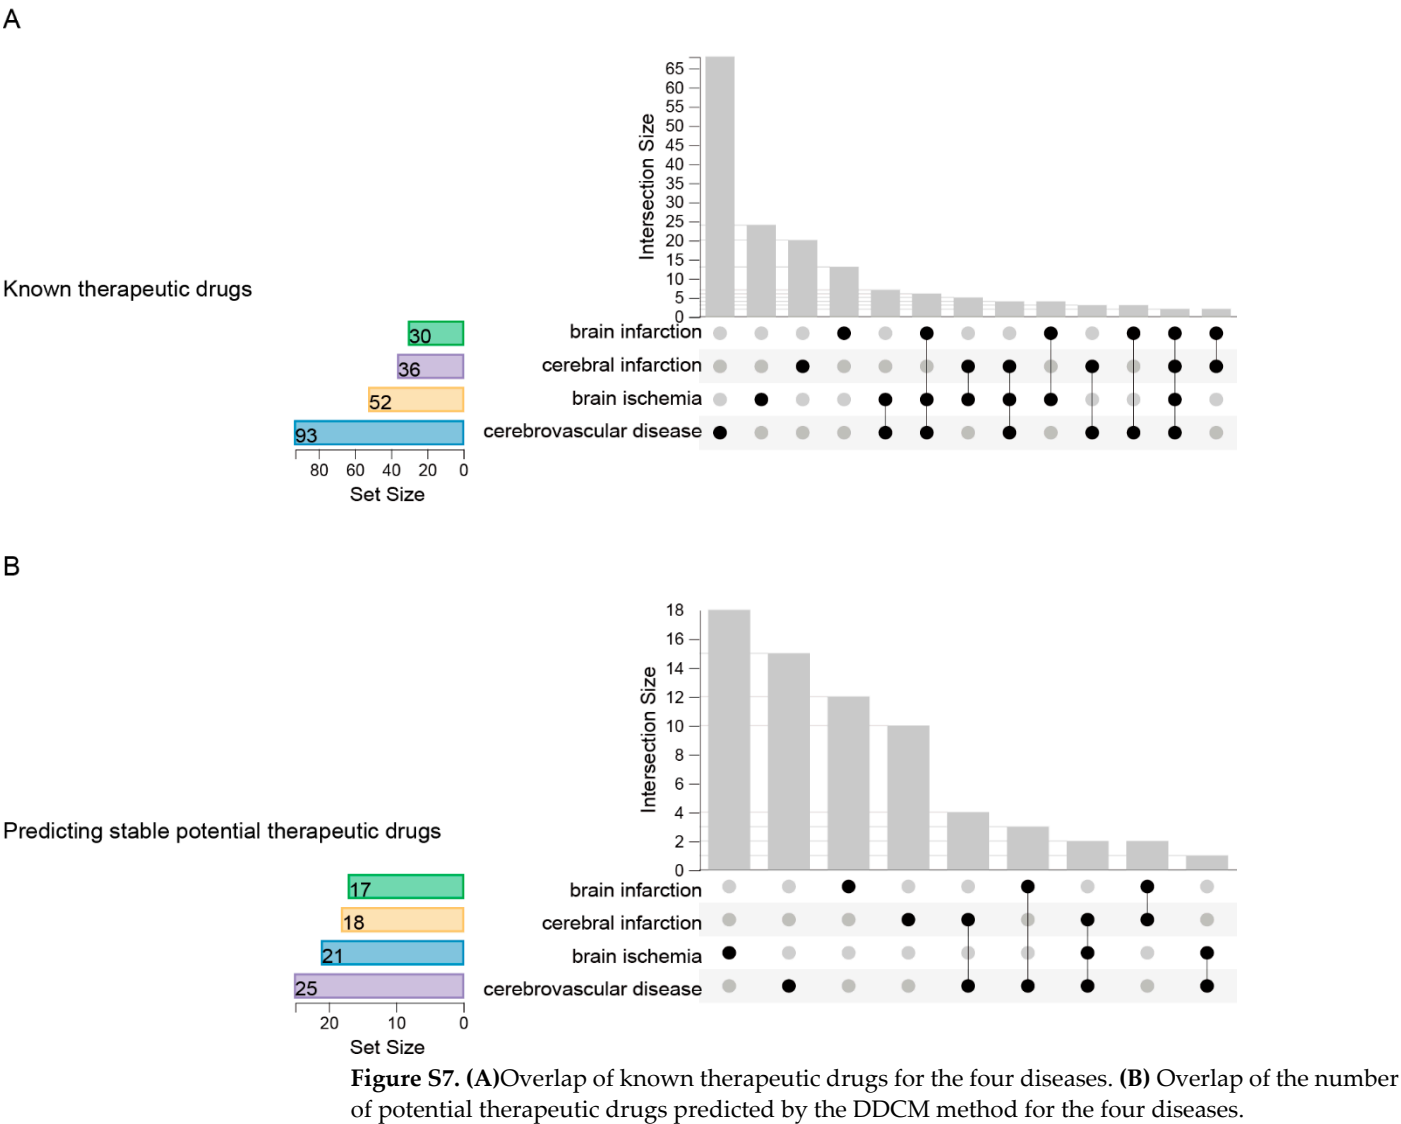 A
65
60
55
50
45
40
35
30
25
20
15
10
5
0
Intersection Size
Known therapeutic drugs
30
36
52
93
brain infarction
cerebral infarction
brain ischemia
cerebrovascular disease
80 60 40 20 0
Set Size
B
18
16
14
12
10
8
6
4
2
0
Intersection Size
Predicting stable potential therapeutic drugs
17
18
21
25
brain infarction
cerebral infarction
brain ischemia
cerebrovascular disease
20 10 0
Set Size
Figure S7. (A)Overlap of known therapeutic drugs for the four diseases. (B) Overlap of the number
of potential therapeutic drugs predicted by the DDCM method for the four diseases.